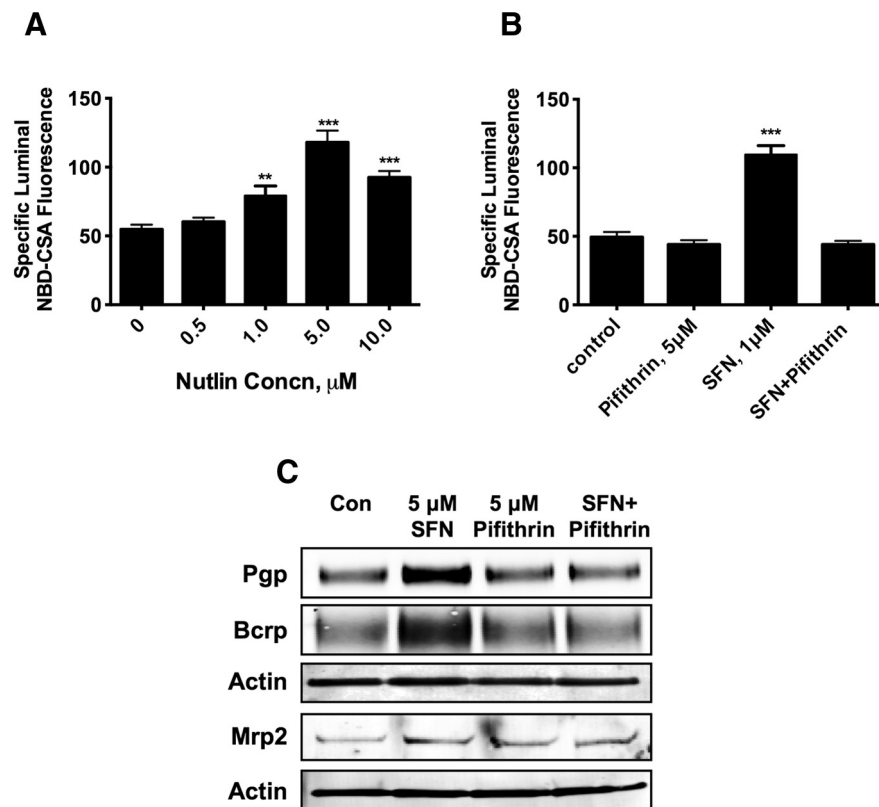 A
Specific Luminal
NBD-CSA Fluorescence
150
100
50
0
**
***
***
0
0.5
1.0
5.0
10.0
Nutlin Concn, μM
B
Specific Luminal
NBD-CSA Fluorescence
150
100
50
0
***
control
Pifithrin, 5μM
SFN, 1μM
SFN+Pifithrin
C
Con
5 μM
SFN
5 μM
Pifithrin
SFN+
Pifithrin
Pgp
Bcrp
Actin
Mrp2
Actin